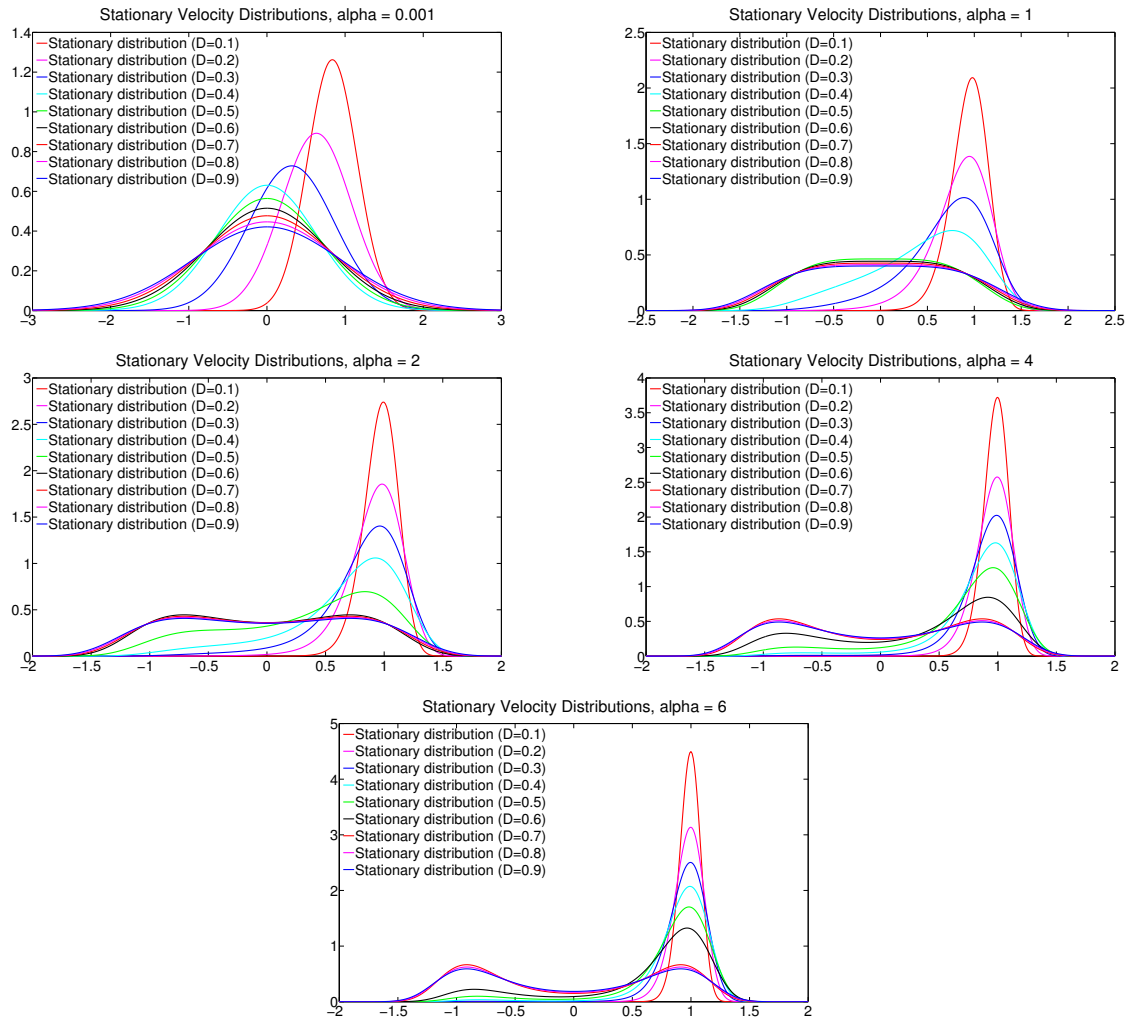 Stationary Velocity Distributions, alpha = 0.001
1.4
1.2
1
0.8
0.6
0.4
0.2
0
−3
−2
−1
0
1
2
3
Stationary distribution (D=0.1)
Stationary distribution (D=0.2)
Stationary distribution (D=0.3)
Stationary distribution (D=0.4)
Stationary distribution (D=0.5)
Stationary distribution (D=0.6)
Stationary distribution (D=0.7)
Stationary distribution (D=0.8)
Stationary distribution (D=0.9)
Stationary Velocity Distributions, alpha = 1
2.5
2
1.5
1
0.5
0
−2.5
−2
−1.5
−1
−0.5
0
0.5
1
1.5
2
2.5
Stationary distribution (D=0.1)
Stationary distribution (D=0.2)
Stationary distribution (D=0.3)
Stationary distribution (D=0.4)
Stationary distribution (D=0.5)
Stationary distribution (D=0.6)
Stationary distribution (D=0.7)
Stationary distribution (D=0.8)
Stationary distribution (D=0.9)
Stationary Velocity Distributions, alpha = 2
3
2.5
2
1.5
1
0.5
0
−2
−1.5
−1
−0.5
0
0.5
1
1.5
2
Stationary distribution (D=0.1)
Stationary distribution (D=0.2)
Stationary distribution (D=0.3)
Stationary distribution (D=0.4)
Stationary distribution (D=0.5)
Stationary distribution (D=0.6)
Stationary distribution (D=0.7)
Stationary distribution (D=0.8)
Stationary distribution (D=0.9)
Stationary Velocity Distributions, alpha = 4
4
3.5
3
2.5
2
1.5
1
0.5
0
−2
−1.5
−1
−0.5
0
0.5
1
1.5
2
Stationary distribution (D=0.1)
Stationary distribution (D=0.2)
Stationary distribution (D=0.3)
Stationary distribution (D=0.4)
Stationary distribution (D=0.5)
Stationary distribution (D=0.6)
Stationary distribution (D=0.7)
Stationary distribution (D=0.8)
Stationary distribution (D=0.9)
Stationary Velocity Distributions, alpha = 6
5
4
3
2
1
0
−2
−1.5
−1
−0.5
0
0.5
1
1.5
2
Stationary distribution (D=0.1)
Stationary distribution (D=0.2)
Stationary distribution (D=0.3)
Stationary distribution (D=0.4)
Stationary distribution (D=0.5)
Stationary distribution (D=0.6)
Stationary distribution (D=0.7)
Stationary distribution (D=0.8)
Stationary distribution (D=0.9)